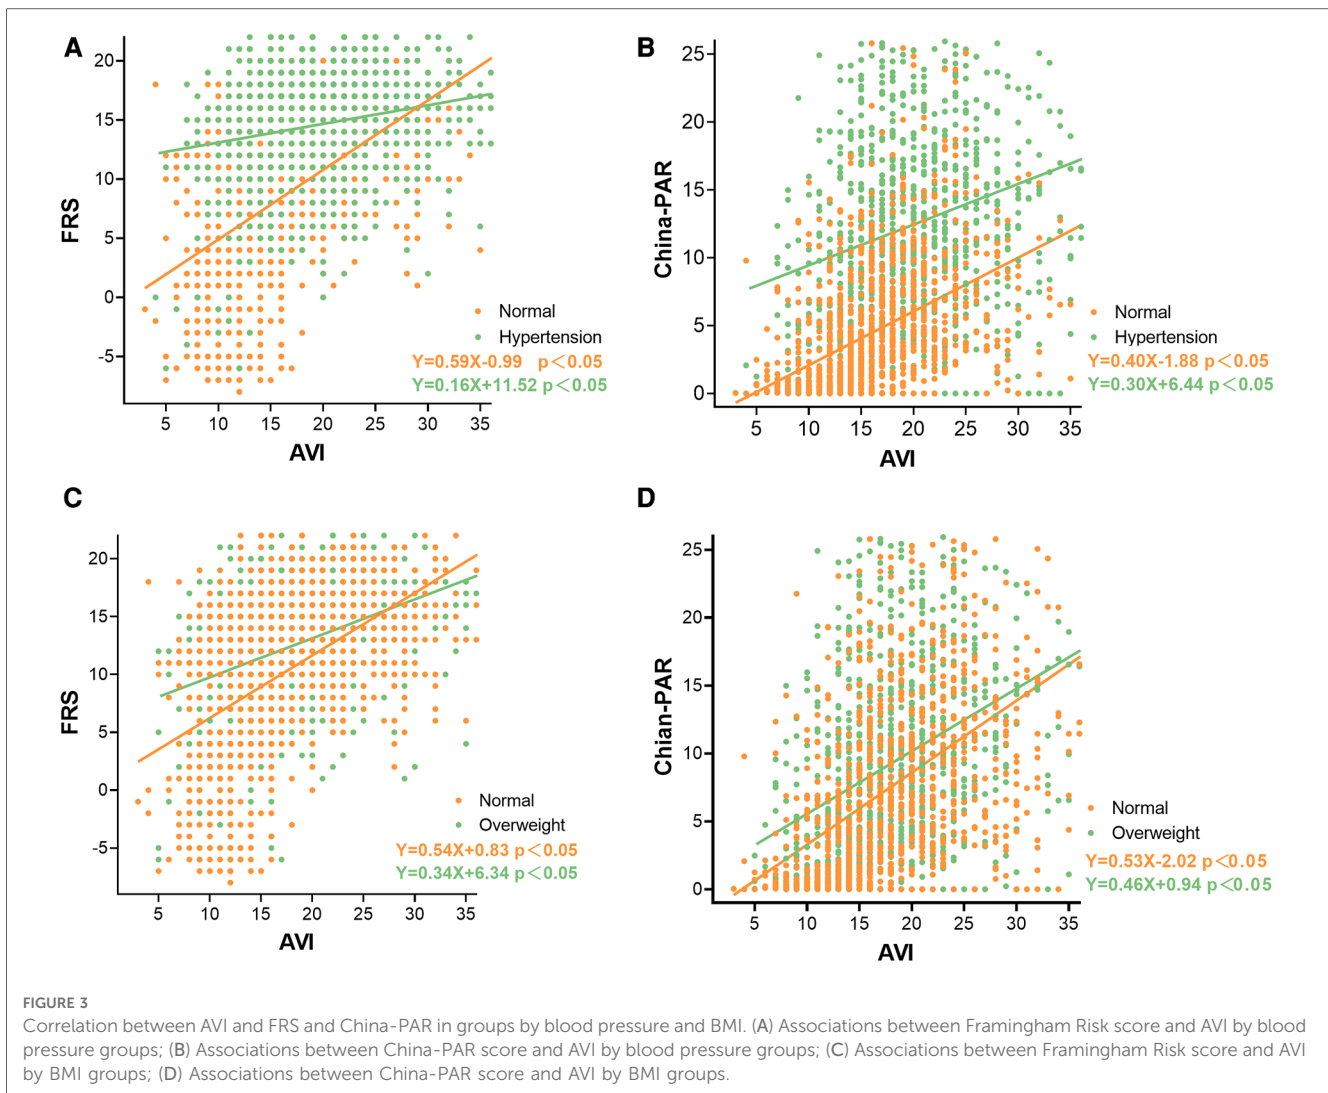 A
FRS
20
15
10
5
0
-5
5 10 15 20 25 30 35
AVI
Normal
Hypertension
Y=0.59X-0.99 p<0.05
Y=0.16X+11.52 p<0.05
B
China-PAR
25
20
15
10
5
0
5 10 15 20 25 30 35
AVI
Normal
Hypertension
Y=0.40X-1.88 p<0.05
Y=0.30X+6.44 p<0.05
C
FRS
20
15
10
5
0
-5
5 10 15 20 25 30 35
AVI
Normal
Overweight
Y=0.54X+0.83 p<0.05
Y=0.34X+6.34 p<0.05
D
Chian-PAR
25
20
15
10
5
0
5 10 15 20 25 30 35
AVI
Normal
Overweight
Y=0.53X-2.02 p<0.05
Y=0.46X+0.94 p<0.05
FIGURE 3
Correlation between AVI and FRS and China-PAR in groups by blood pressure and BMI. (A) Associations between Framingham Risk score and AVI by blood
pressure groups; (B) Associations between China-PAR score and AVI by blood pressure groups; (C) Associations between Framingham Risk score and AVI
by BMI groups; (D) Associations between China-PAR score and AVI by BMI groups.